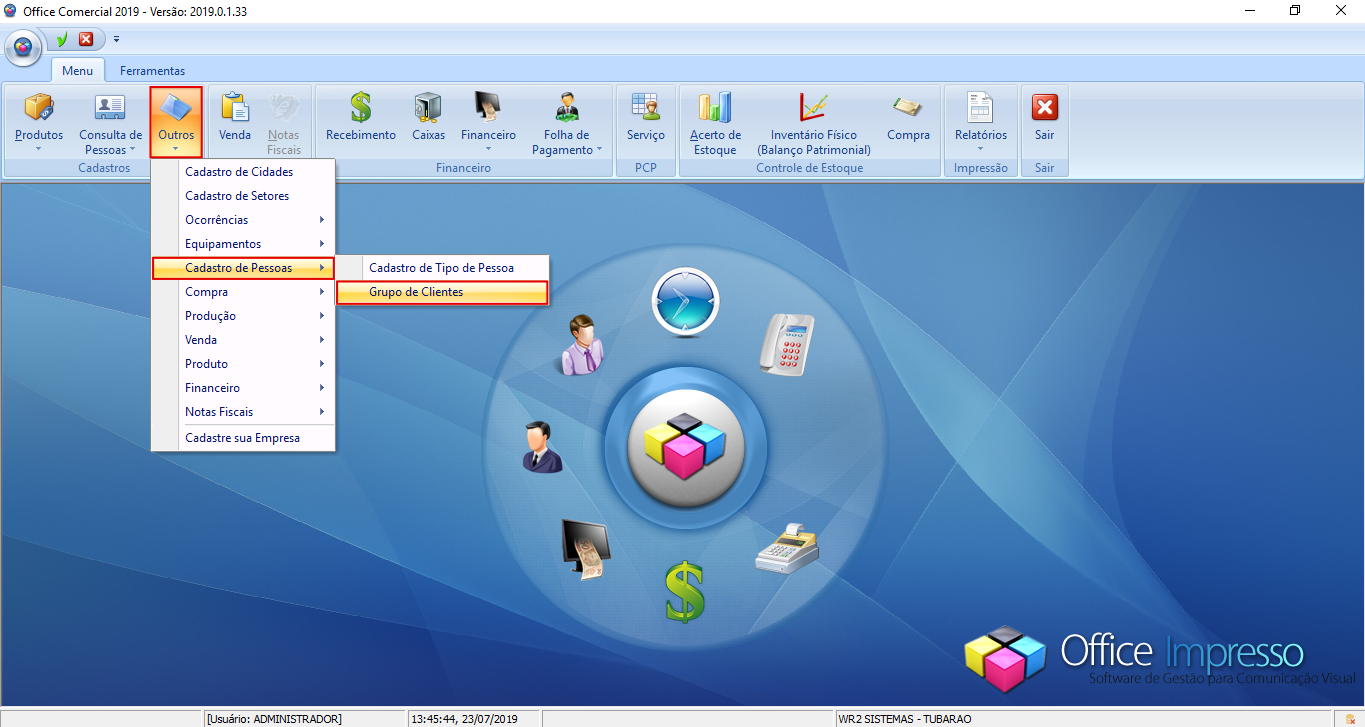 Office Comercial 2019 - Versão: 2019.0.1.33
Menu
Ferramentas
Produtos
Consulta de
Pessoas
Outros
Cadastros
Venda
Notas
Fiscais
Recebimento
Caixas
Financeiro
Folha de
Pagamento
Financeiro
Serviço
PCP
Acerto de
Estoque
Inventário Físico
(Balanço Patrimonial)
Compra
Controle de Estoque
Relatórios
Impressão
Sair
Sair
Cadastro de Cidades
Cadastro de Setores
Ocorrências
Equipamentos
Cadastro de Pessoas
Cadastro de Tipo de Pessoa
Grupo de Clientes
Compra
Produção
Venda
Produto
Financeiro
Notas Fiscais
Cadastre sua Empresa
Office Impresso
Software de Gestão para Comunicação Visual
[Usuário: ADMINISTRADOR]
13:45:44, 23/07/2019
WR2 SISTEMAS - TUBARAO